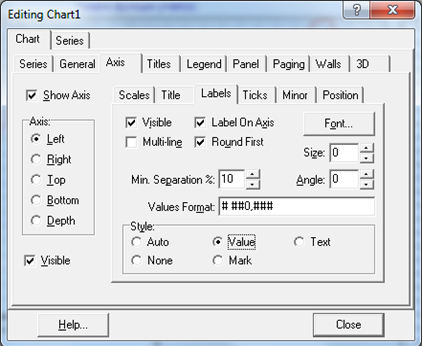 Editing Chart1
Chart Series
Series General Axis Titles Legend Panel Paging Walls 3D
Show Axis
Scales Title Labels Ticks Minor Position
Axis:
Left
Right
Top
Bottom
Depth
Visible
Visible Label On Axis Font...
Multi-line Round First Size: 0
Min. Separation %: 10 Angle: 0
Values Format: # ##0,###
Style:
Auto Value Text
None Mark
Help... Close